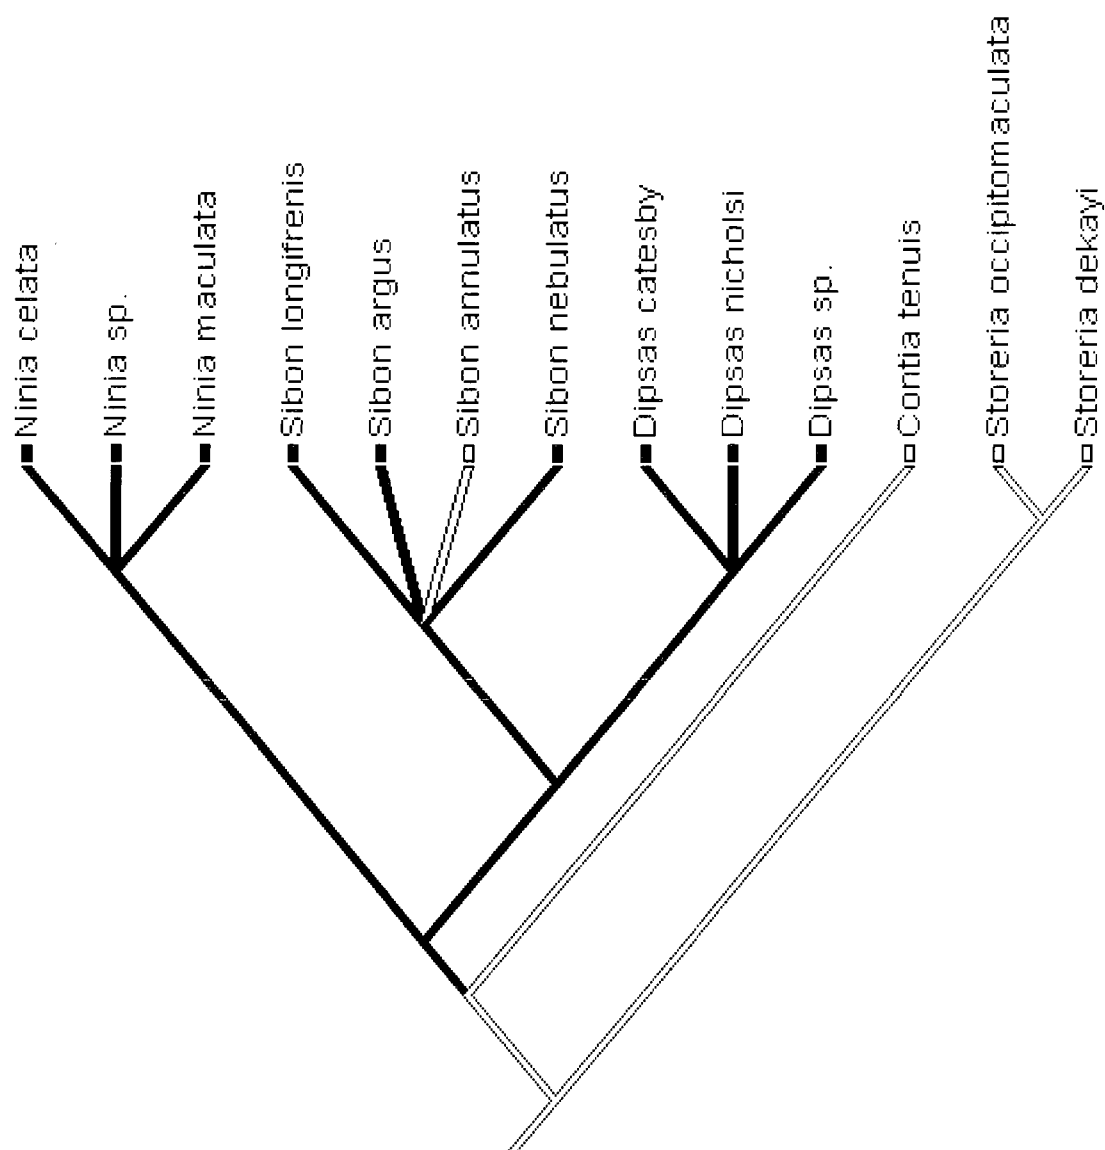 Ninia celata
Ninia sp.
Ninia maculata
Sibon longifrenis
Sibon argus
Sibon annulatus
Sibon nebulatus
Dipsas catesby
Dipsas nicholsi
Dipsas sp.
Contia tenuis
Storeria occipitomaculata
Storeria dekayi